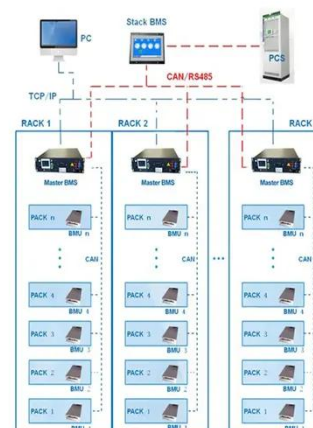 Stack BMS
PC
PCS
CAN/RS485
TCP/IP
RACK 1
RACK 2
RACK
Master BMS
Master BMS
Master BMS
PACK n
BMU n
PACK n
BMU n
PACK n
BMU n
CAN
CAN
CAN
PACK 4
BMU 4
PACK 4
BMU 4
PACK 4
BMU 4
PACK 3
BMU 3
PACK 3
BMU 3
PACK 3
BMU 3
PACK 2
BMU 2
PACK 2
BMU 2
PACK 2
BMU 2
PACK 1
PACK 1
PACK 1